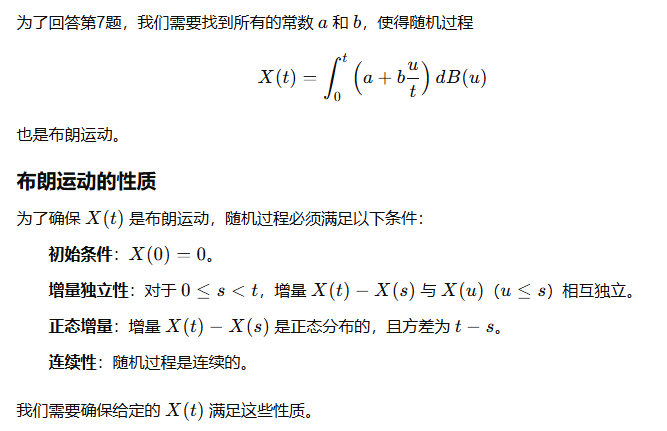 为了回答第7题，我们需要找到所有的常数 a 和 b，使得随机过程
X(t) = ∫₀ᵗ (a + b u/t) dB(u)
也是布朗运动。
布朗运动的性质
为了确保 X(t) 是布朗运动，随机过程必须满足以下条件：
初始条件：X(0) = 0。
增量独立性：对于 0 ≤ s < t，增量 X(t) − X(s) 与 X(u)（u ≤ s）相互独立。
正态增量：增量 X(t) − X(s) 是正态分布的，且方差为 t − s。
连续性：随机过程是连续的。
我们需要确保给定的 X(t) 满足这些性质。